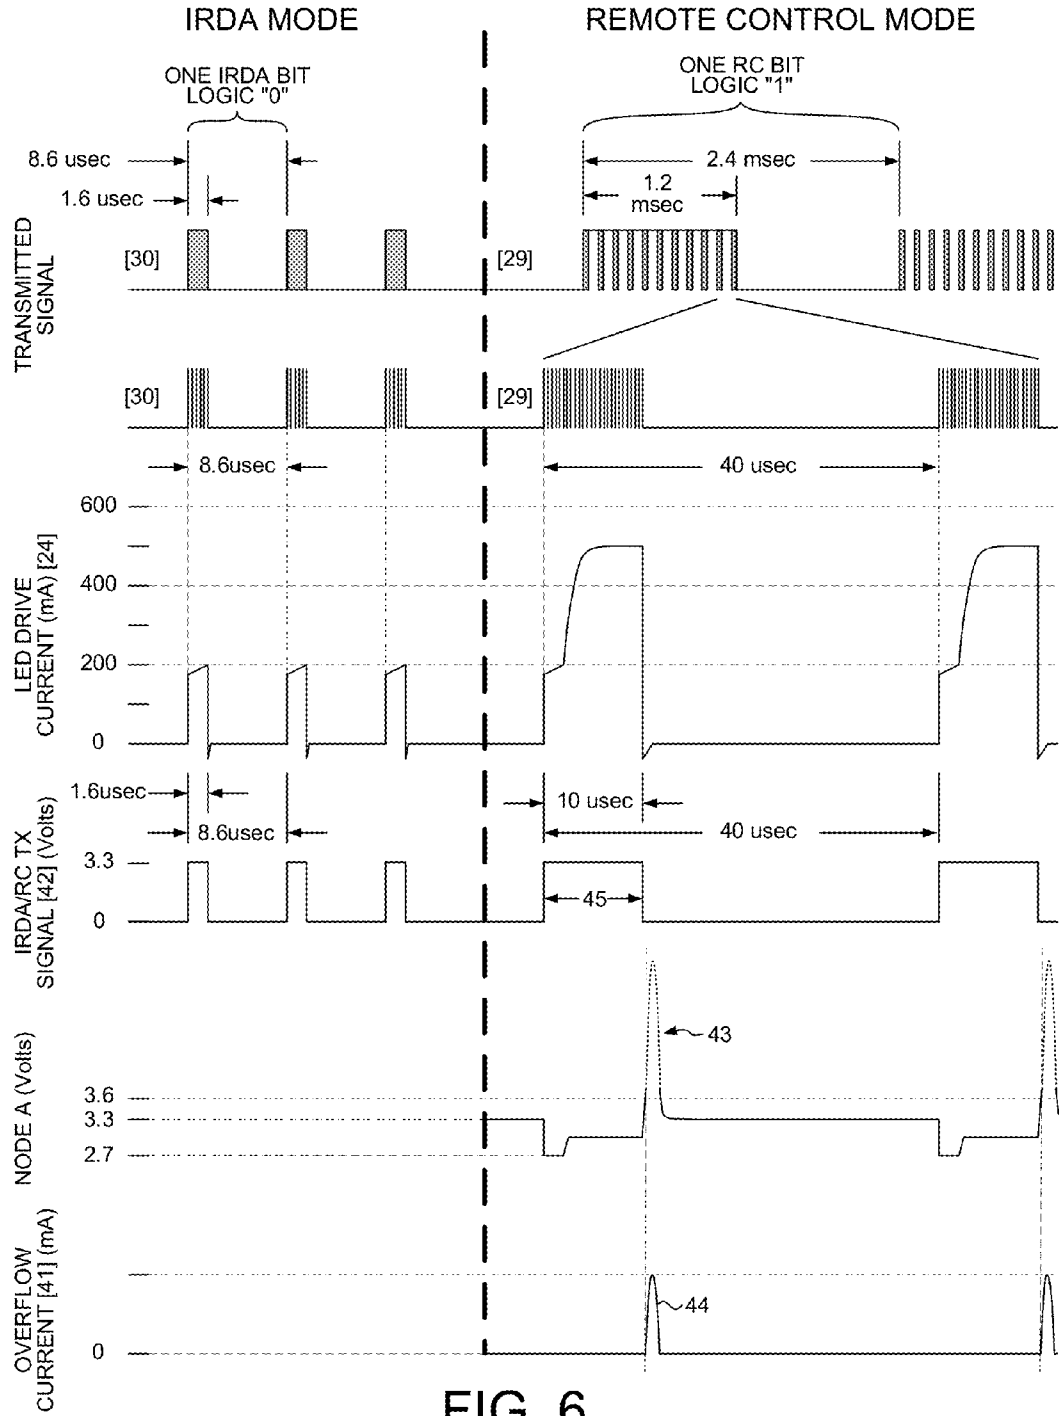 IRDA MODE
REMOTE CONTROL MODE
ONE IRDA BIT
LOGIC "0"
ONE RC BIT
LOGIC "1"
8.6 usec
2.4 msec
1.6 usec
1.2
msec
TRANSMITTED
SIGNAL
[30]
[29]
[30]
[29]
8.6usec
40 usec
LED DRIVE
CURRENT (mA) [24]
600
400
200
0
1.6usec
10 usec
8.6usec
40 usec
IRDA/RC TX
SIGNAL [42] (Volts)
3.3
45
0
NODE A (Volts)
43
3.6
3.3
2.7
OVERFLOW
CURRENT [41] (mA)
44
0
FIG. 6